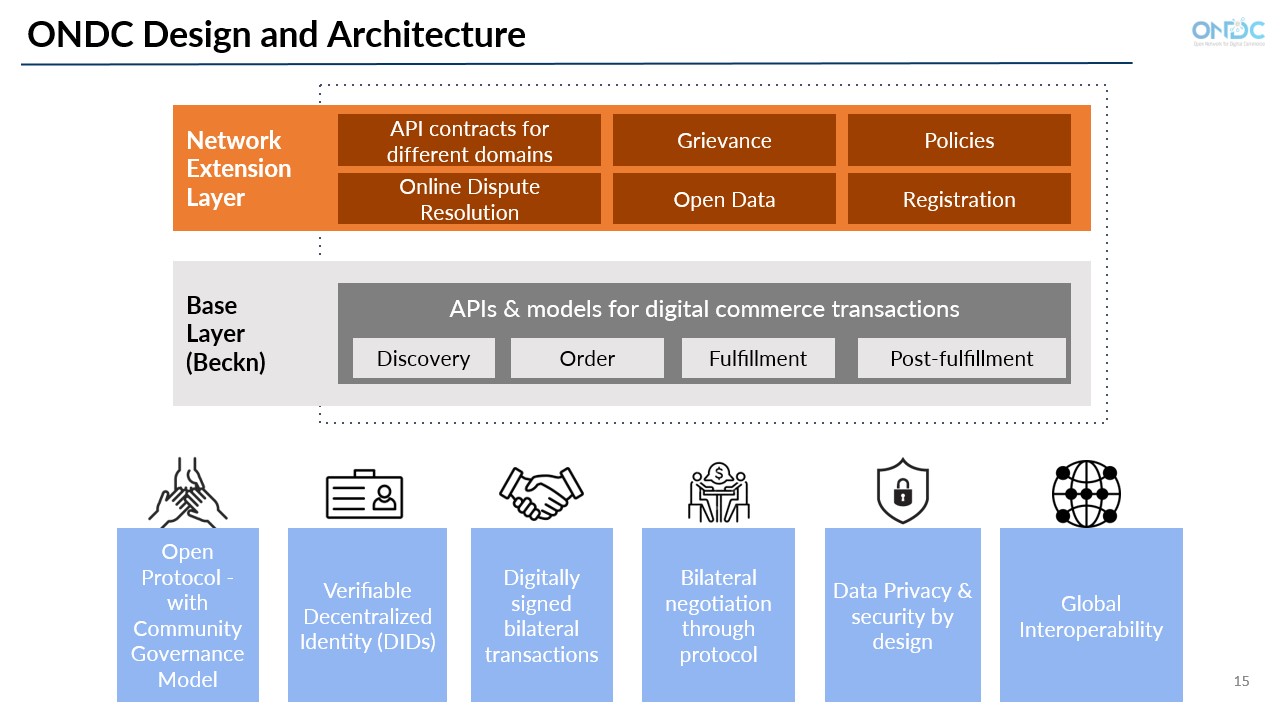 ONDC Design and Architecture
ONDC
Open Network for Digital Commerce
Network
Extension
Layer
API contracts for
different domains
Grievance
Policies
Online Dispute
Resolution
Open Data
Registration
Base
Layer
(Beckn)
APIs & models for digital commerce transactions
Discovery
Order
Fulfillment
Post-fulfillment
$
Open
Protocol -
with
Community
Governance
Model
Verifiable
Decentralized
Identity (DIDs)
Digitally
signed
bilateral
transactions
Bilateral
negotiation
through
protocol
Data Privacy &
security by
design
Global
Interoperability
15